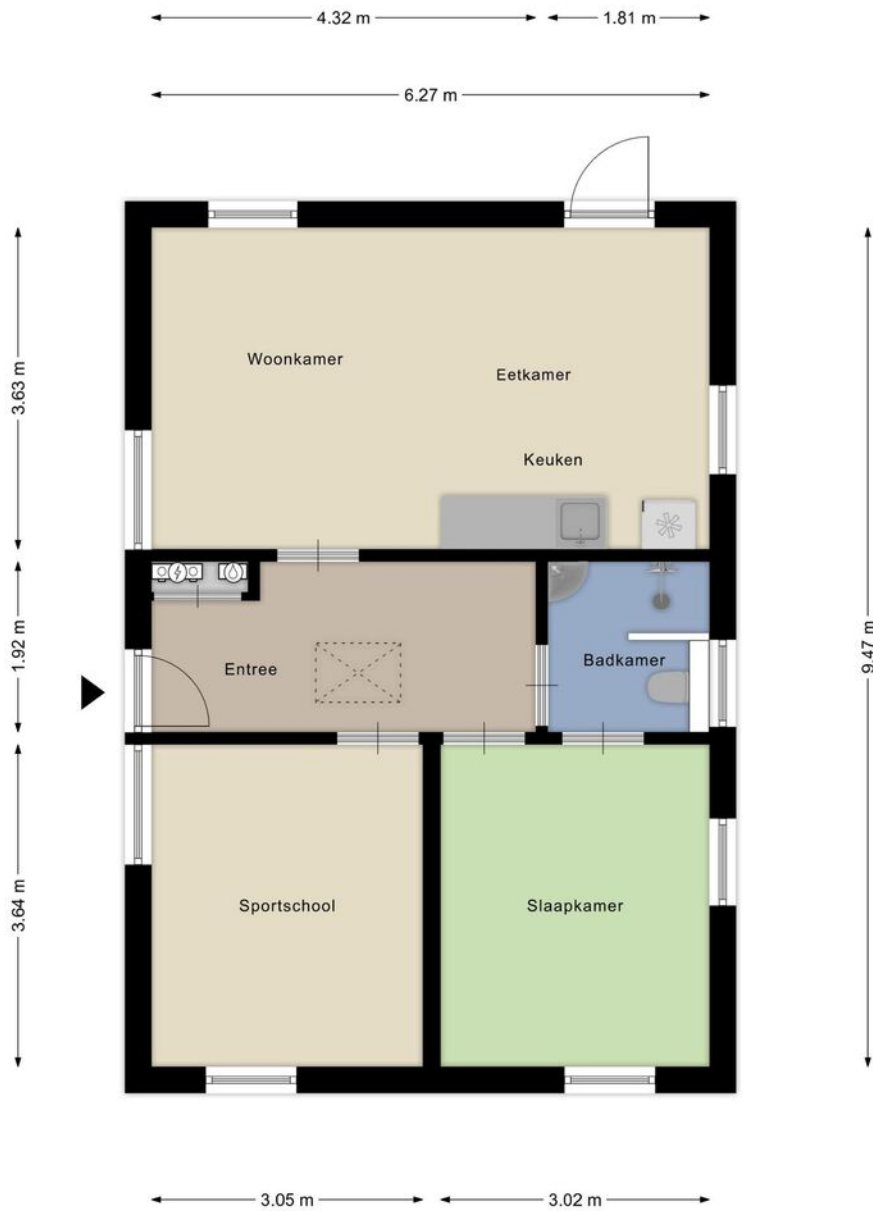 4.32 m
1.81 m
6.27 m
Woonkamer
Eetkamer
3.63 m
Keuken
1.92 m
Entree
Badkamer
9.47 m
Sportschool
Slaapkamer
3.64 m
3.05 m
3.02 m